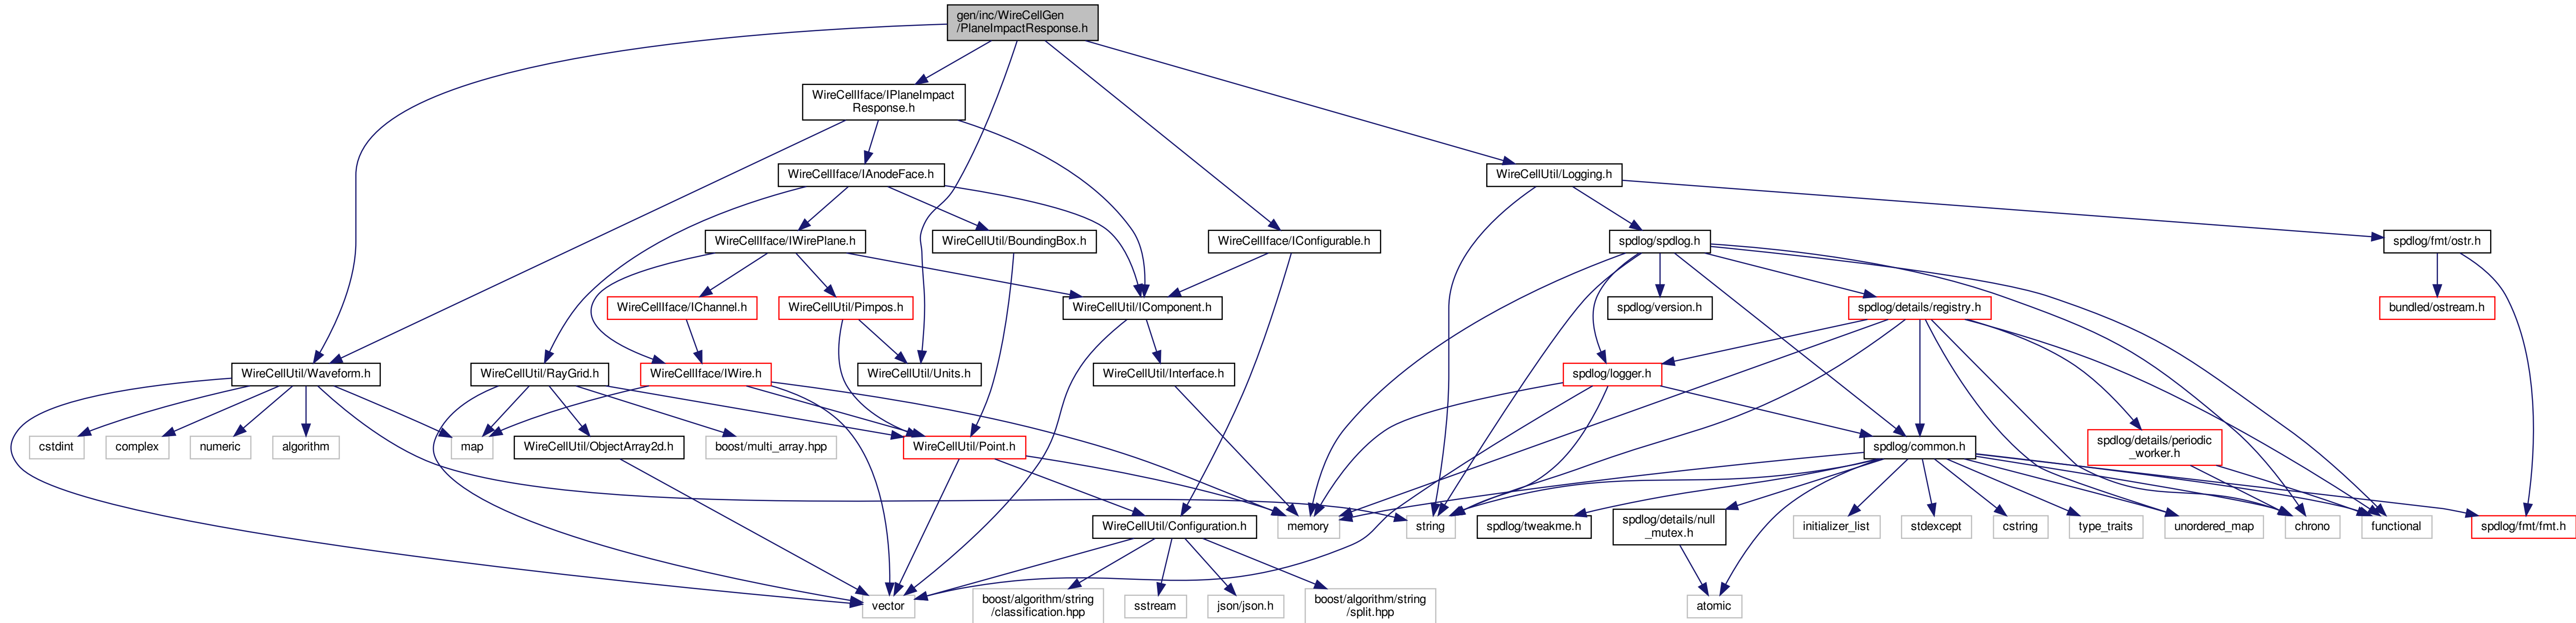 gen/inc/WireCellGen
/PlaneImpactResponse.h
WireCellIface/IPlaneImpact
Response.h
WireCellIface/IAnodeFace.h
WireCellUtil/Logging.h
WireCellIface/IWirePlane.h
WireCellUtil/BoundingBox.h
WireCellIface/IConfigurable.h
spdlog/spdlog.h
spdlog/fmt/ostr.h
WireCellIface/IChannel.h
WireCellUtil/Pimpos.h
WireCellUtil/IComponent.h
spdlog/version.h
spdlog/details/registry.h
bundled/ostream.h
WireCellUtil/Waveform.h
WireCellUtil/RayGrid.h
WireCellIface/IWire.h
WireCellUtil/Units.h
WireCellUtil/Interface.h
spdlog/logger.h
cstdint
complex
numeric
algorithm
map
WireCellUtil/ObjectArray2d.h
boost/multi_array.hpp
WireCellUtil/Point.h
spdlog/common.h
spdlog/details/periodic
_worker.h
WireCellUtil/Configuration.h
memory
string
spdlog/tweakme.h
spdlog/details/null
_mutex.h
initializer_list
stdexcept
cstring
type_traits
unordered_map
chrono
functional
spdlog/fmt/fmt.h
vector
boost/algorithm/string
/classification.hpp
sstream
json/json.h
boost/algorithm/string
/split.hpp
atomic